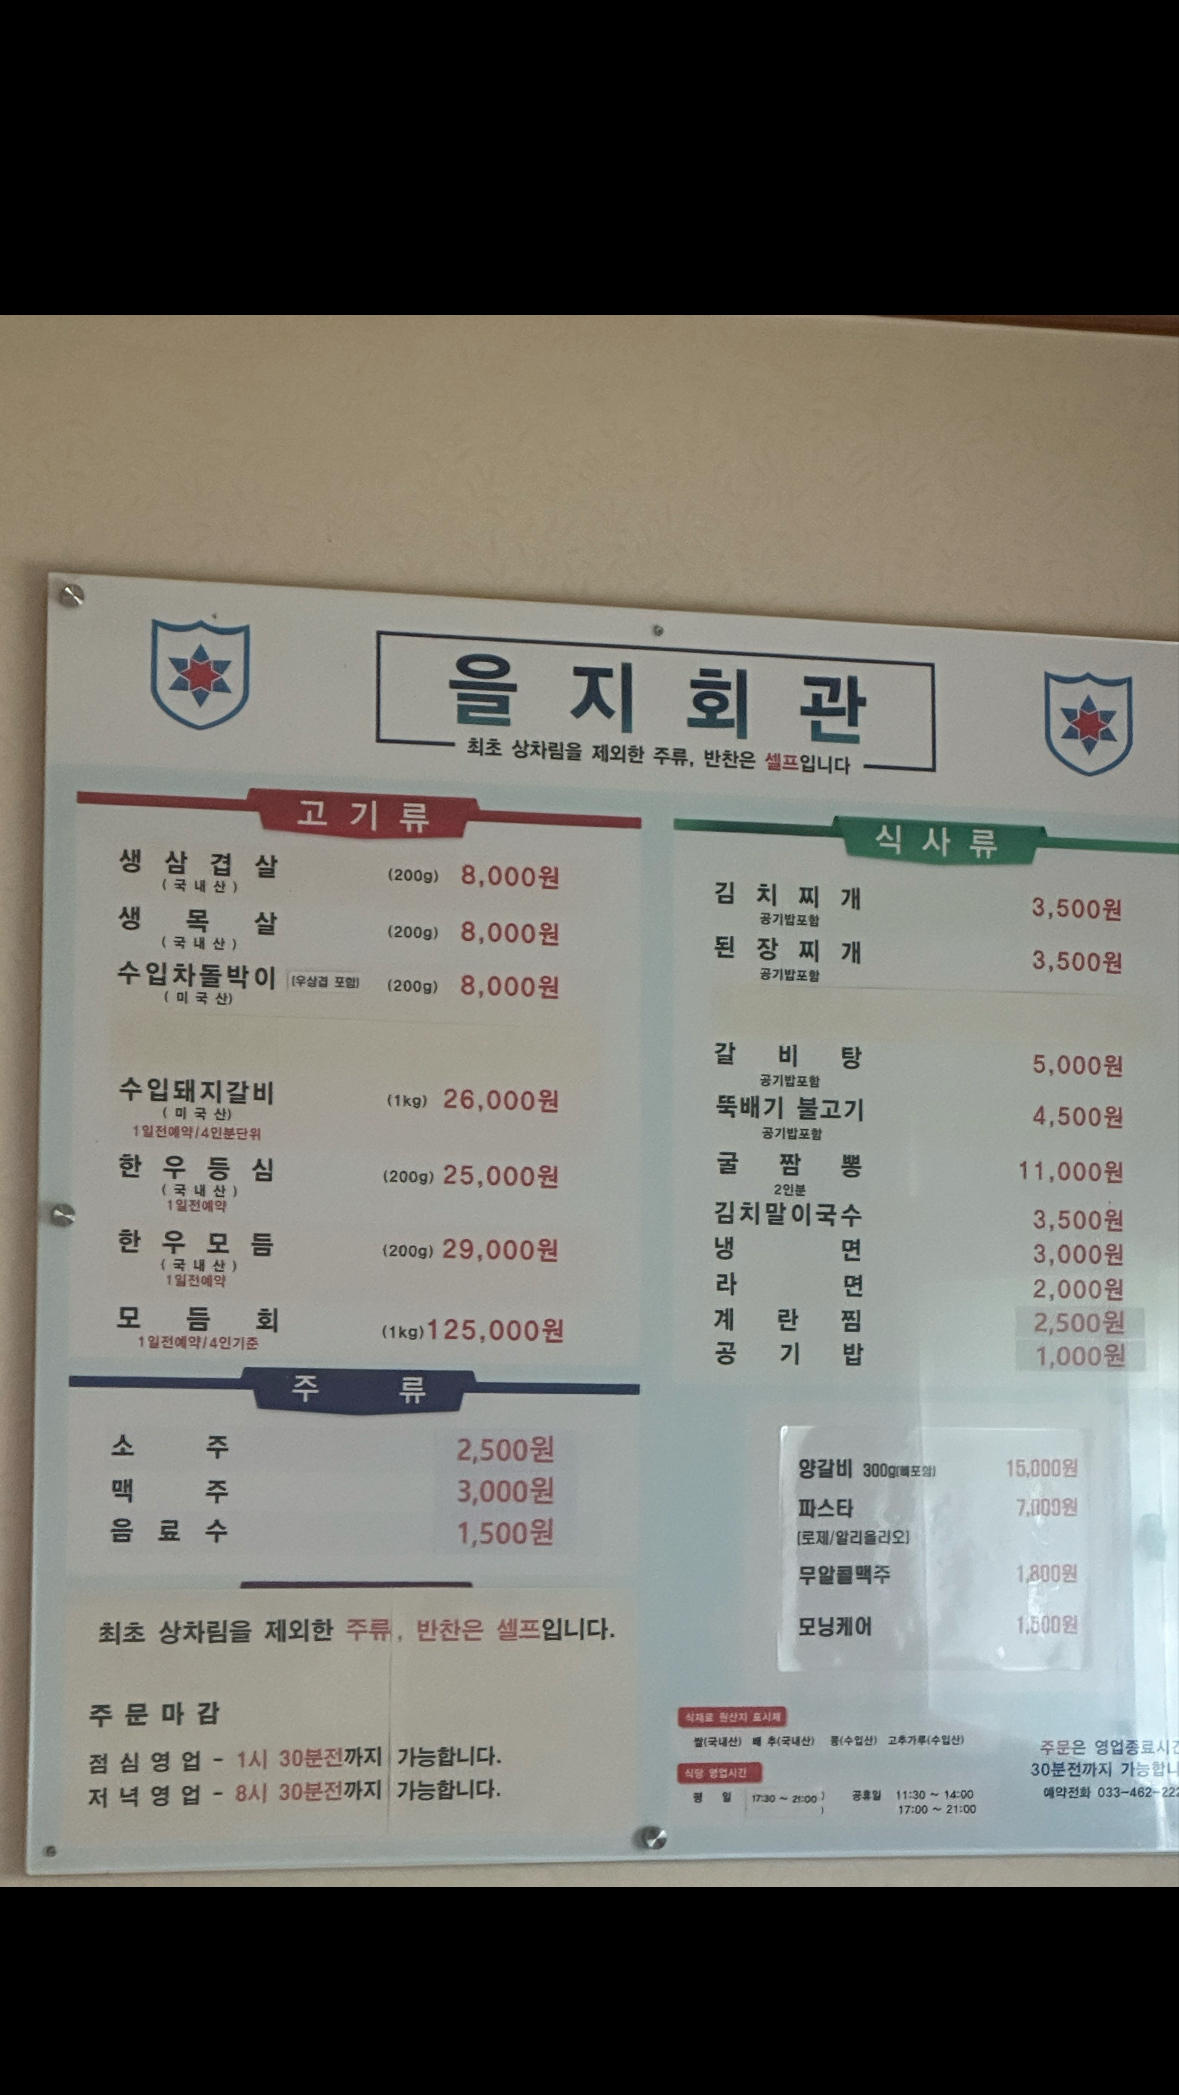 을지회관
최초 상차림을 제외한 주류, 반찬은 셀프입니다
고기류
생삼겹살 (200g) 8,000원
(국내산)
생목살 (200g) 8,000원
(국내산)
수입차돌박이 (우삼겹 포함) (200g) 8,000원
(미국산)
수입돼지갈비 (1kg) 26,000원
(미국산)
1일전예약/4인분단위
한우등심 (200g) 25,000원
(국내산)
1일전예약
한우모듬 (200g) 29,000원
(국내산)
1일전예약
모듬회 (1kg) 125,000원
1일전예약/4인기준
주류
소주 2,500원
맥주 3,000원
음료수 1,500원
최초 상차림을 제외한 주류, 반찬은 셀프입니다.
주문마감
점심영업 - 1시 30분전까지 가능합니다.
저녁영업 - 8시 30분전까지 가능합니다.
식사류
김치찌개 3,500원
공기밥포함
된장찌개 3,500원
공기밥포함
갈비탕 5,000원
공기밥포함
뚝배기 불고기 4,500원
공기밥포함
굴짬뽕 11,000원
2인분
김치말이국수 3,500원
냉면 3,000원
라면 2,000원
계란찜 2,500원
공기밥 1,000원
양갈비 300g(뼈포함) 15,000원
파스타 7,000원
(로제/알리올리오)
무알콜맥주 1,800원
모닝케어 1,500원
식재료 원산지 표시제
쌀(국내산) 배추(국내산) 콩(수입산) 고추가루(수입산)
식당 영업시간
평일 17:30 ~ 21:00 ) 공휴일 11:30 ~ 14:00
) 17:00 ~ 21:00
주문은 영업종료시간
30분전까지 가능합니
예약전화 033-462-222